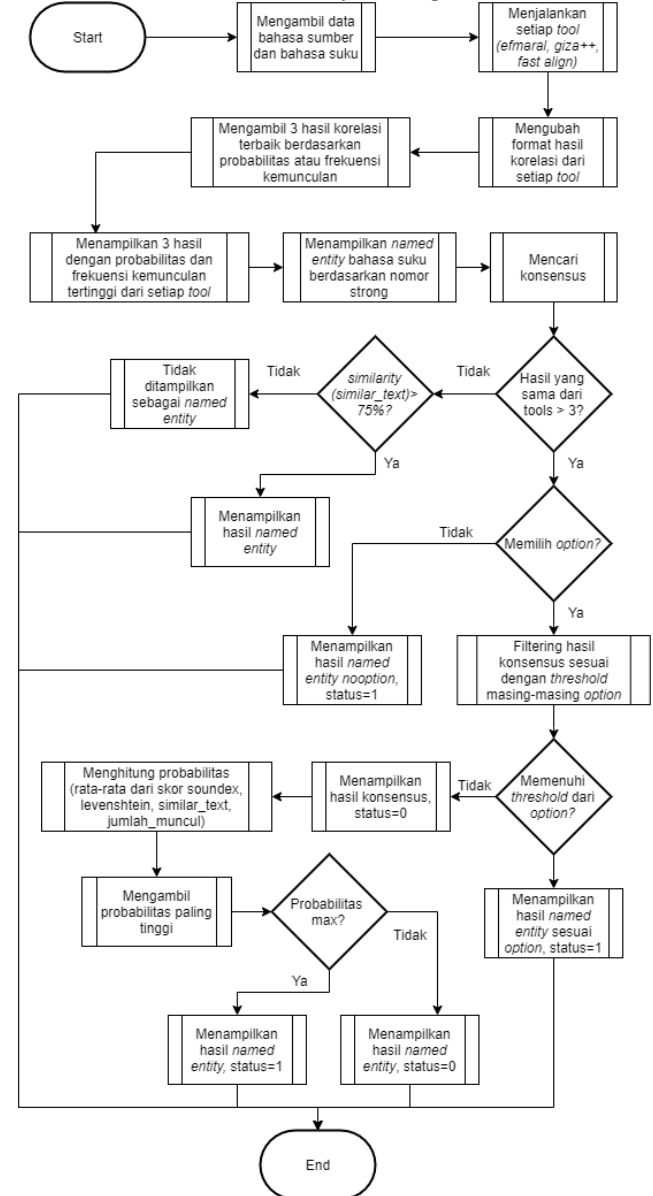 Start
Mengambil data
bahasa sumber
dan bahasa suku
Menjalankan
setiap tool
(efmaral, giza++,
fast align)
Mengambil 3 hasil korelasi
terbaik berdasarkan
probabilitas atau frekuensi
kemunculan
Mengubah
format hasil
korelasi dari
setiap tool
Menampilkan 3 hasil
dengan probabilitas dan
frekuensi kemunculan
tertinggi dari setiap tool
Menampilkan named
entity bahasa suku
berdasarkan nomor
strong
Mencari
konsensus
Tidak
ditampilkan
sebagai named
entity
Tidak
similarity
(similar_text)>
75%?
Tidak
Hasil yang
sama dari
tools > 3?
Ya
Ya
Menampilkan
hasil named
entity
Tidak
Memilih option?
Ya
Menampilkan
hasil named
entity nooption,
status=1
Filtering hasil
konsensus sesuai
dengan threshold
masing-masing option
Menghitung probabilitas
(rata-rata dari skor soundex,
levenshtein, similar_text,
jumlah_muncul)
Menampilkan
hasil konsensus,
status=0
Tidak
Memenuhi
threshold dari
option?
Mengambil
probabilitas paling
tinggi
Probabilitas
max?
Tidak
Ya
Menampilkan
hasil named
entity sesuai
option, status=1
Menampilkan
hasil named
entity, status=1
Menampilkan
hasil named
entity, status=0
End